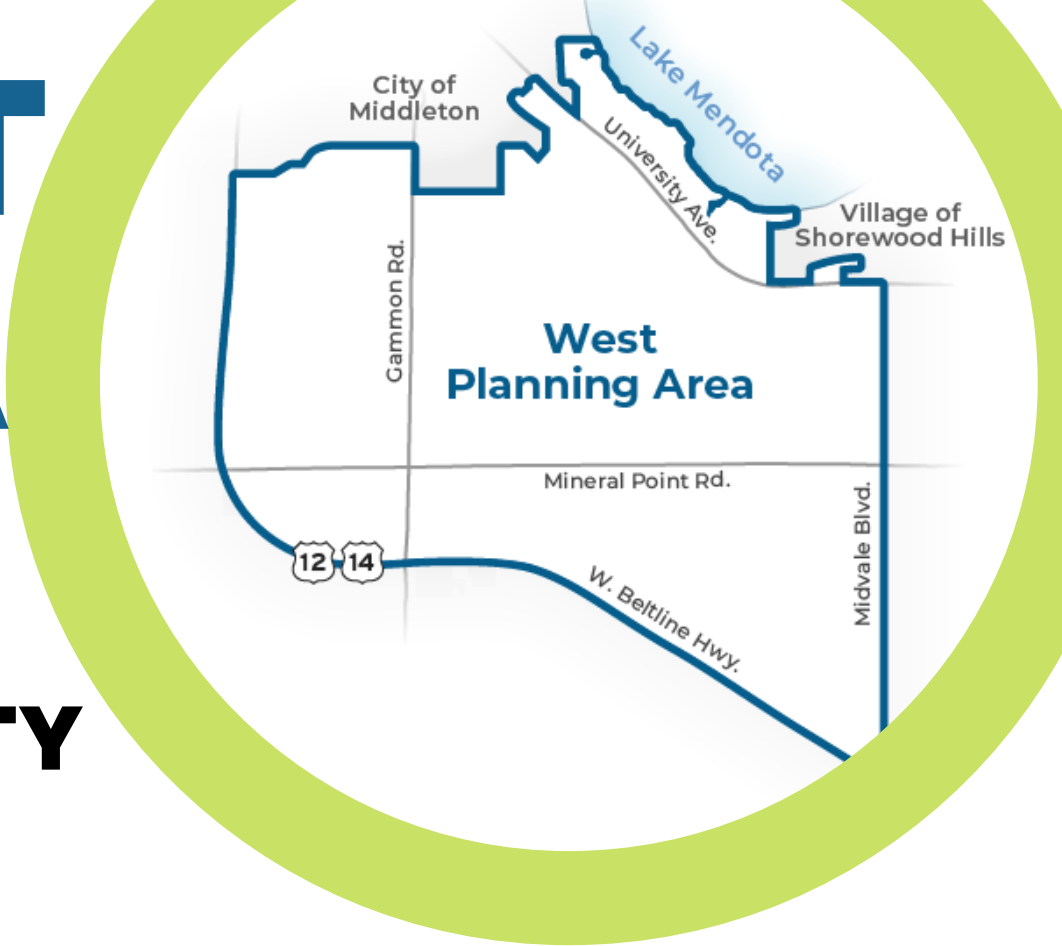 T
City of
Middleton
Lake Mendota
University Ave.
Village of
Shorewood Hills
Gammon Rd.
West
Planning Area
Mineral Point Rd.
Midvale Blvd.
12 14
W. Beltline Hwy.
TY